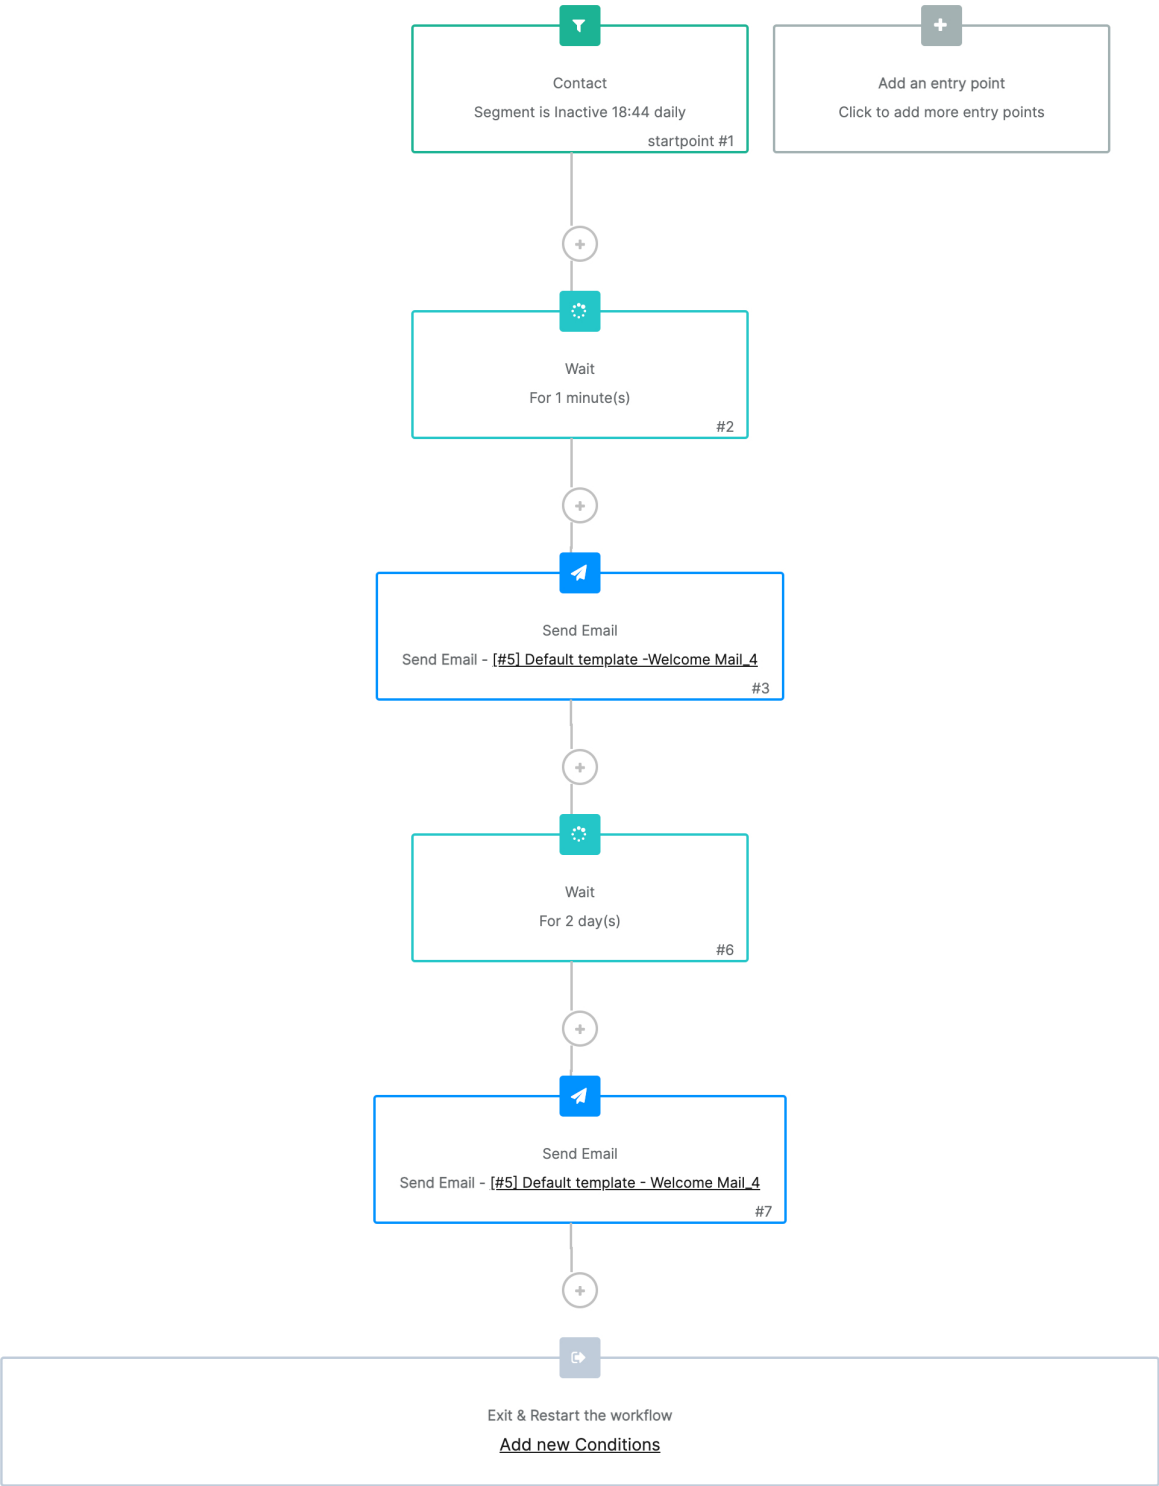 Contact
Segment is Inactive 18:44 daily
startpoint #1
Add an entry point
Click to add more entry points
Wait
For 1 minute(s)
#2
Send Email
Send Email - [#5] Default template -Welcome Mail_4
#3
Wait
For 2 day(s)
#6
Send Email
Send Email - [#5] Default template - Welcome Mail_4
#7
Exit & Restart the workflow
Add new Conditions